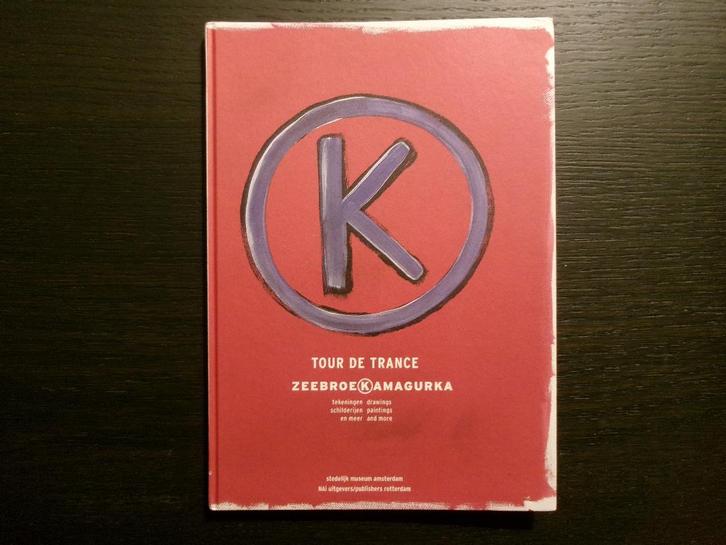 K
TOUR DE TRANCE
ZEEBROEKAMAGURKA
tekeningen drawings
schilderijen paintings
en meer and more
stedelijk museum amsterdam
NAi uitgevers/publishers rotterdam